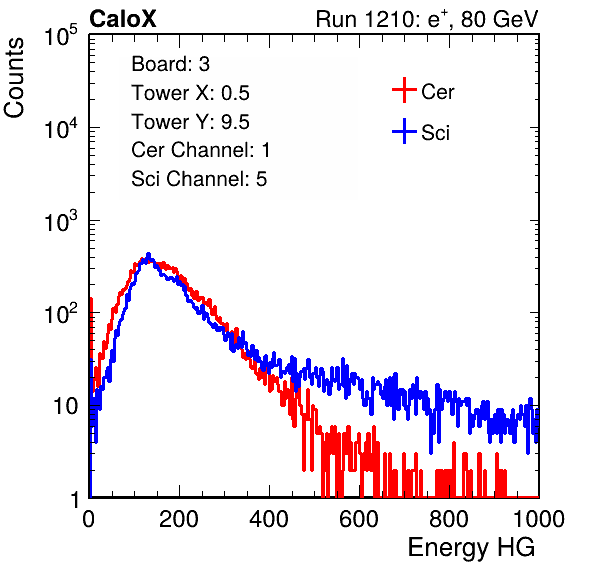 CaloX
Run 1210: e+, 80 GeV
Counts
10^5
10^4
10^3
10^2
10
1
Board: 3
Tower X: 0.5
Tower Y: 9.5
Cer Channel: 1
Sci Channel: 5
Cer
Sci
0 200 400 600 800 1000
Energy HG